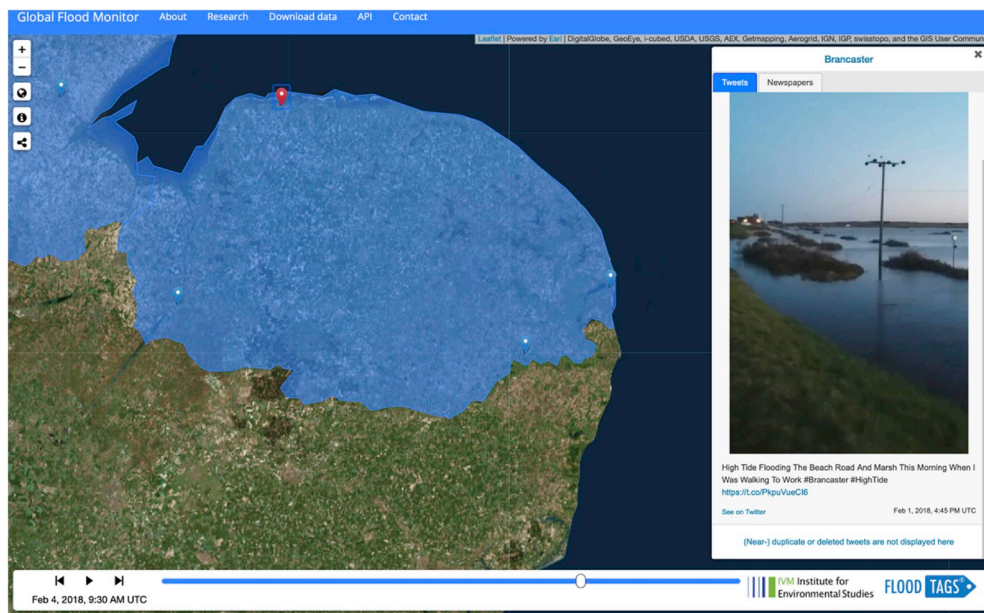 Global Flood Monitor About Research Download data API Contact
Leaflet | Powered by Esri | DigitalGlobe, GeoEye, i-cubed, USDA, USGS, AEX, Getmapping, Aerogrid, IGN, IGP, swisstopo, and the GIS User Commun
+
−
Brancaster
Tweets Newspapers
High Tide Flooding The Beach Road And Marsh This Morning When I
Was Walking To Work #Brancaster #HighTide
https://t.co/PkpuVueCI6
See on Twitter Feb 1, 2018, 4:45 PM UTC
(Near-) duplicate or deleted tweets are not displayed here
Feb 4, 2018, 9:30 AM UTC
IVM Institute for
Environmental Studies
FLOOD TAGS